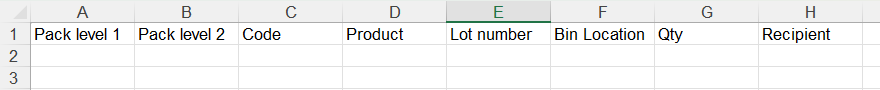 A B C D E F G H
1 Pack level 1 Pack level 2 Code Product Lot number Bin Location Qty Recipient
2
3